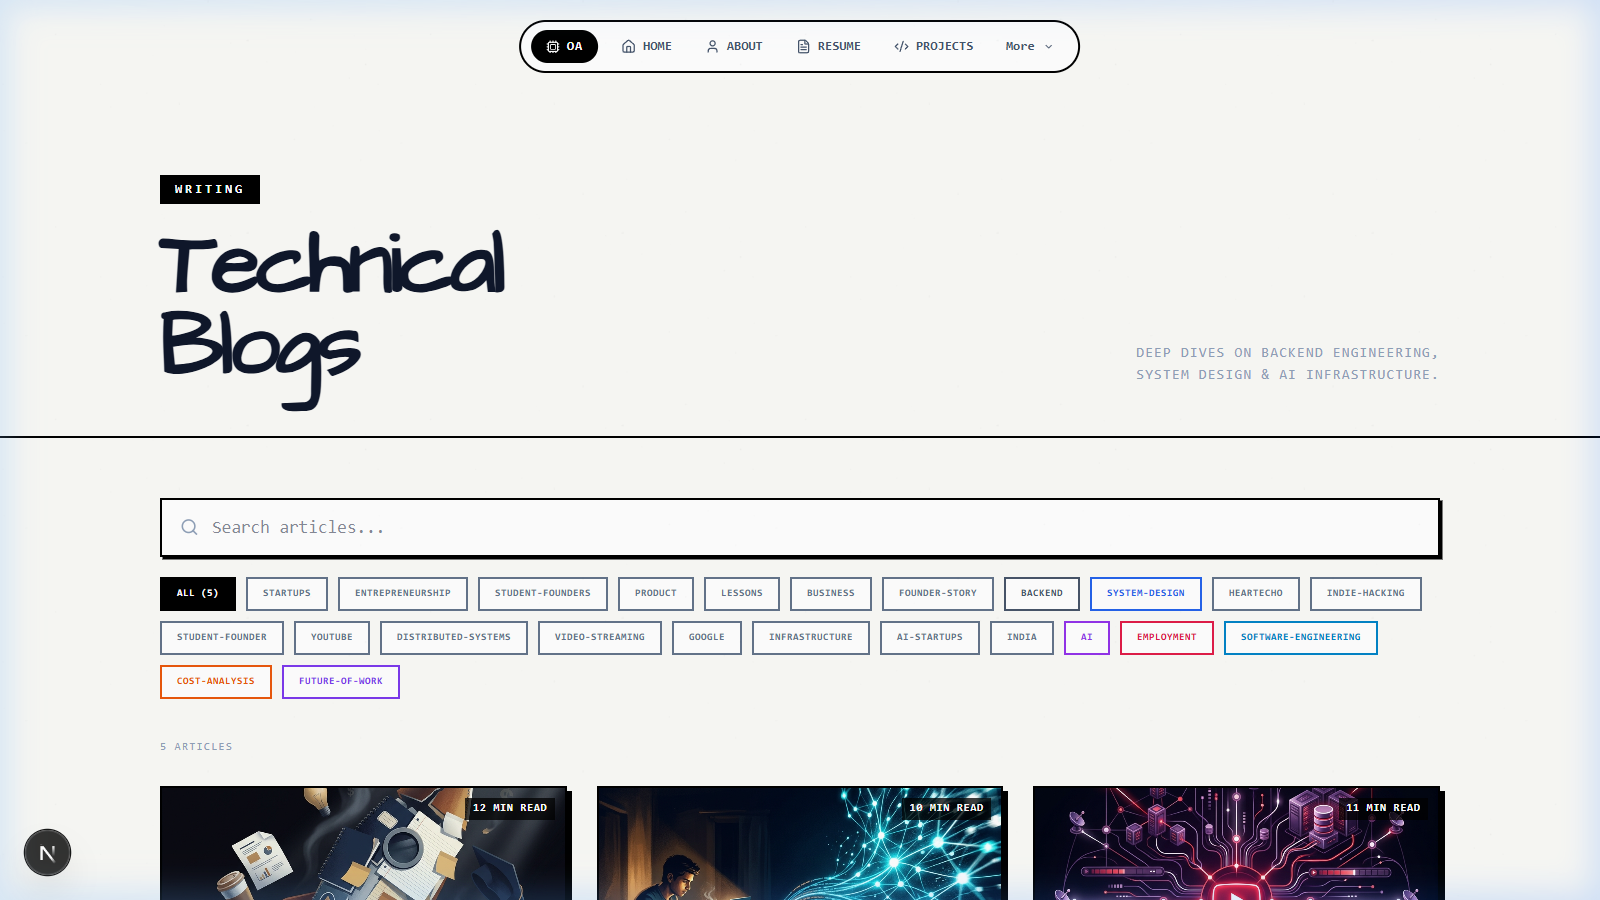 OA HOME ABOUT RESUME PROJECTS More
WRITING
Technical
Blogs
DEEP DIVES ON BACKEND ENGINEERING,
SYSTEM DESIGN & AI INFRASTRUCTURE.
Search articles...
ALL (5) STARTUPS ENTREPRENEURSHIP STUDENT-FOUNDERS PRODUCT LESSONS BUSINESS FOUNDER-STORY BACKEND SYSTEM-DESIGN HEARTECHO INDIE-HACKING
STUDENT-FOUNDER YOUTUBE DISTRIBUTED-SYSTEMS VIDEO-STREAMING GOOGLE INFRASTRUCTURE AI-STARTUPS INDIA AI EMPLOYMENT SOFTWARE-ENGINEERING
COST-ANALYSIS FUTURE-OF-WORK
5 ARTICLES
12 MIN READ 10 MIN READ 11 MIN READ
N